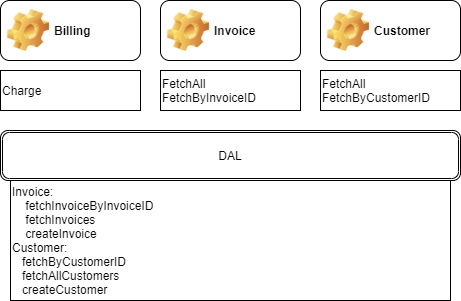 Billing
Invoice
Customer
Charge
FetchAll
FetchByInvoiceID
FetchAll
FetchByCustomerID
DAL
Invoice:
fetchInvoiceByInvoiceID
fetchInvoices
createInvoice
Customer:
fetchByCustomerID
fetchAllCustomers
createCustomer